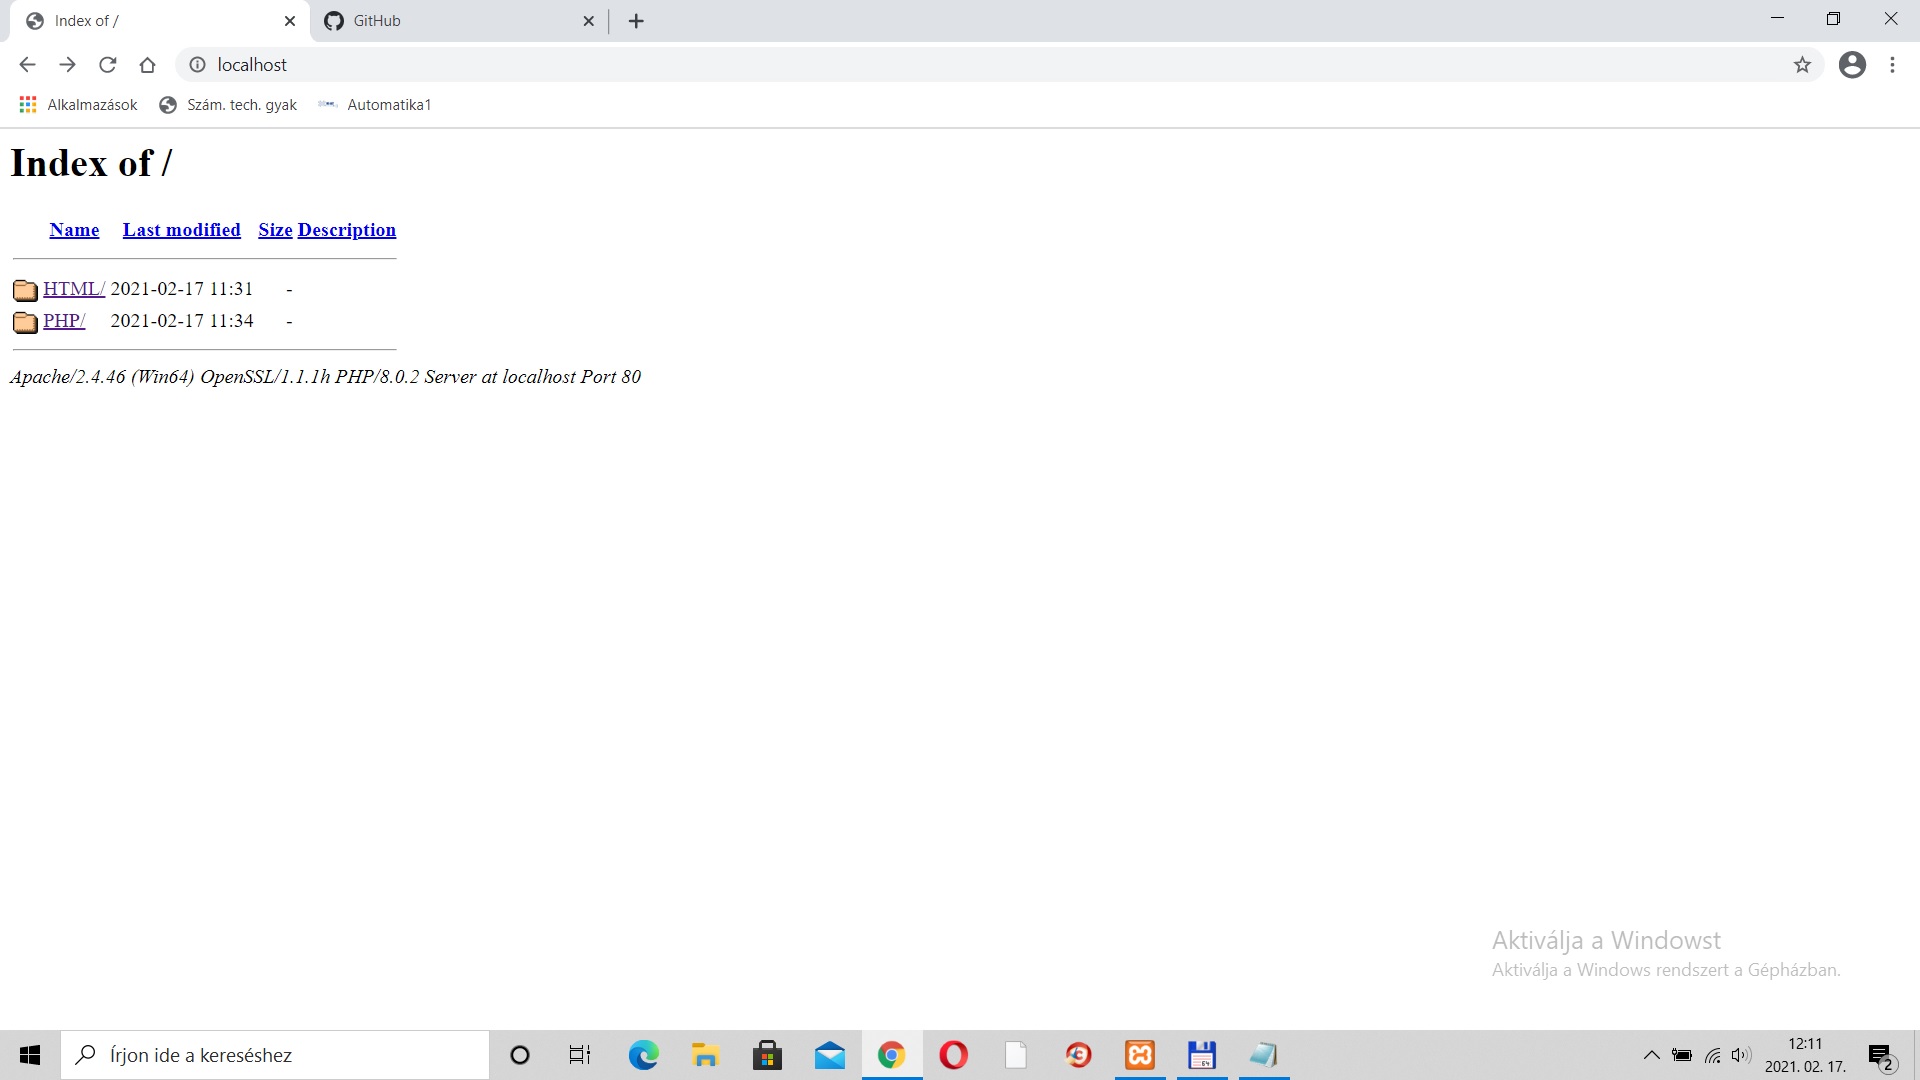 Index of /
GitHub
localhost
Alkalmazások Szám. tech. gyak Automatika1
Index of /
Name Last modified Size Description
HTML/ 2021-02-17 11:31 -
PHP/ 2021-02-17 11:34 -
Apache/2.4.46 (Win64) OpenSSL/1.1.1h PHP/8.0.2 Server at localhost Port 80
Aktiválja a Windowst
Aktiválja a Windows rendszert a Gépházban.
Írjon ide a kereséshez
12:11
2021. 02. 17.
2